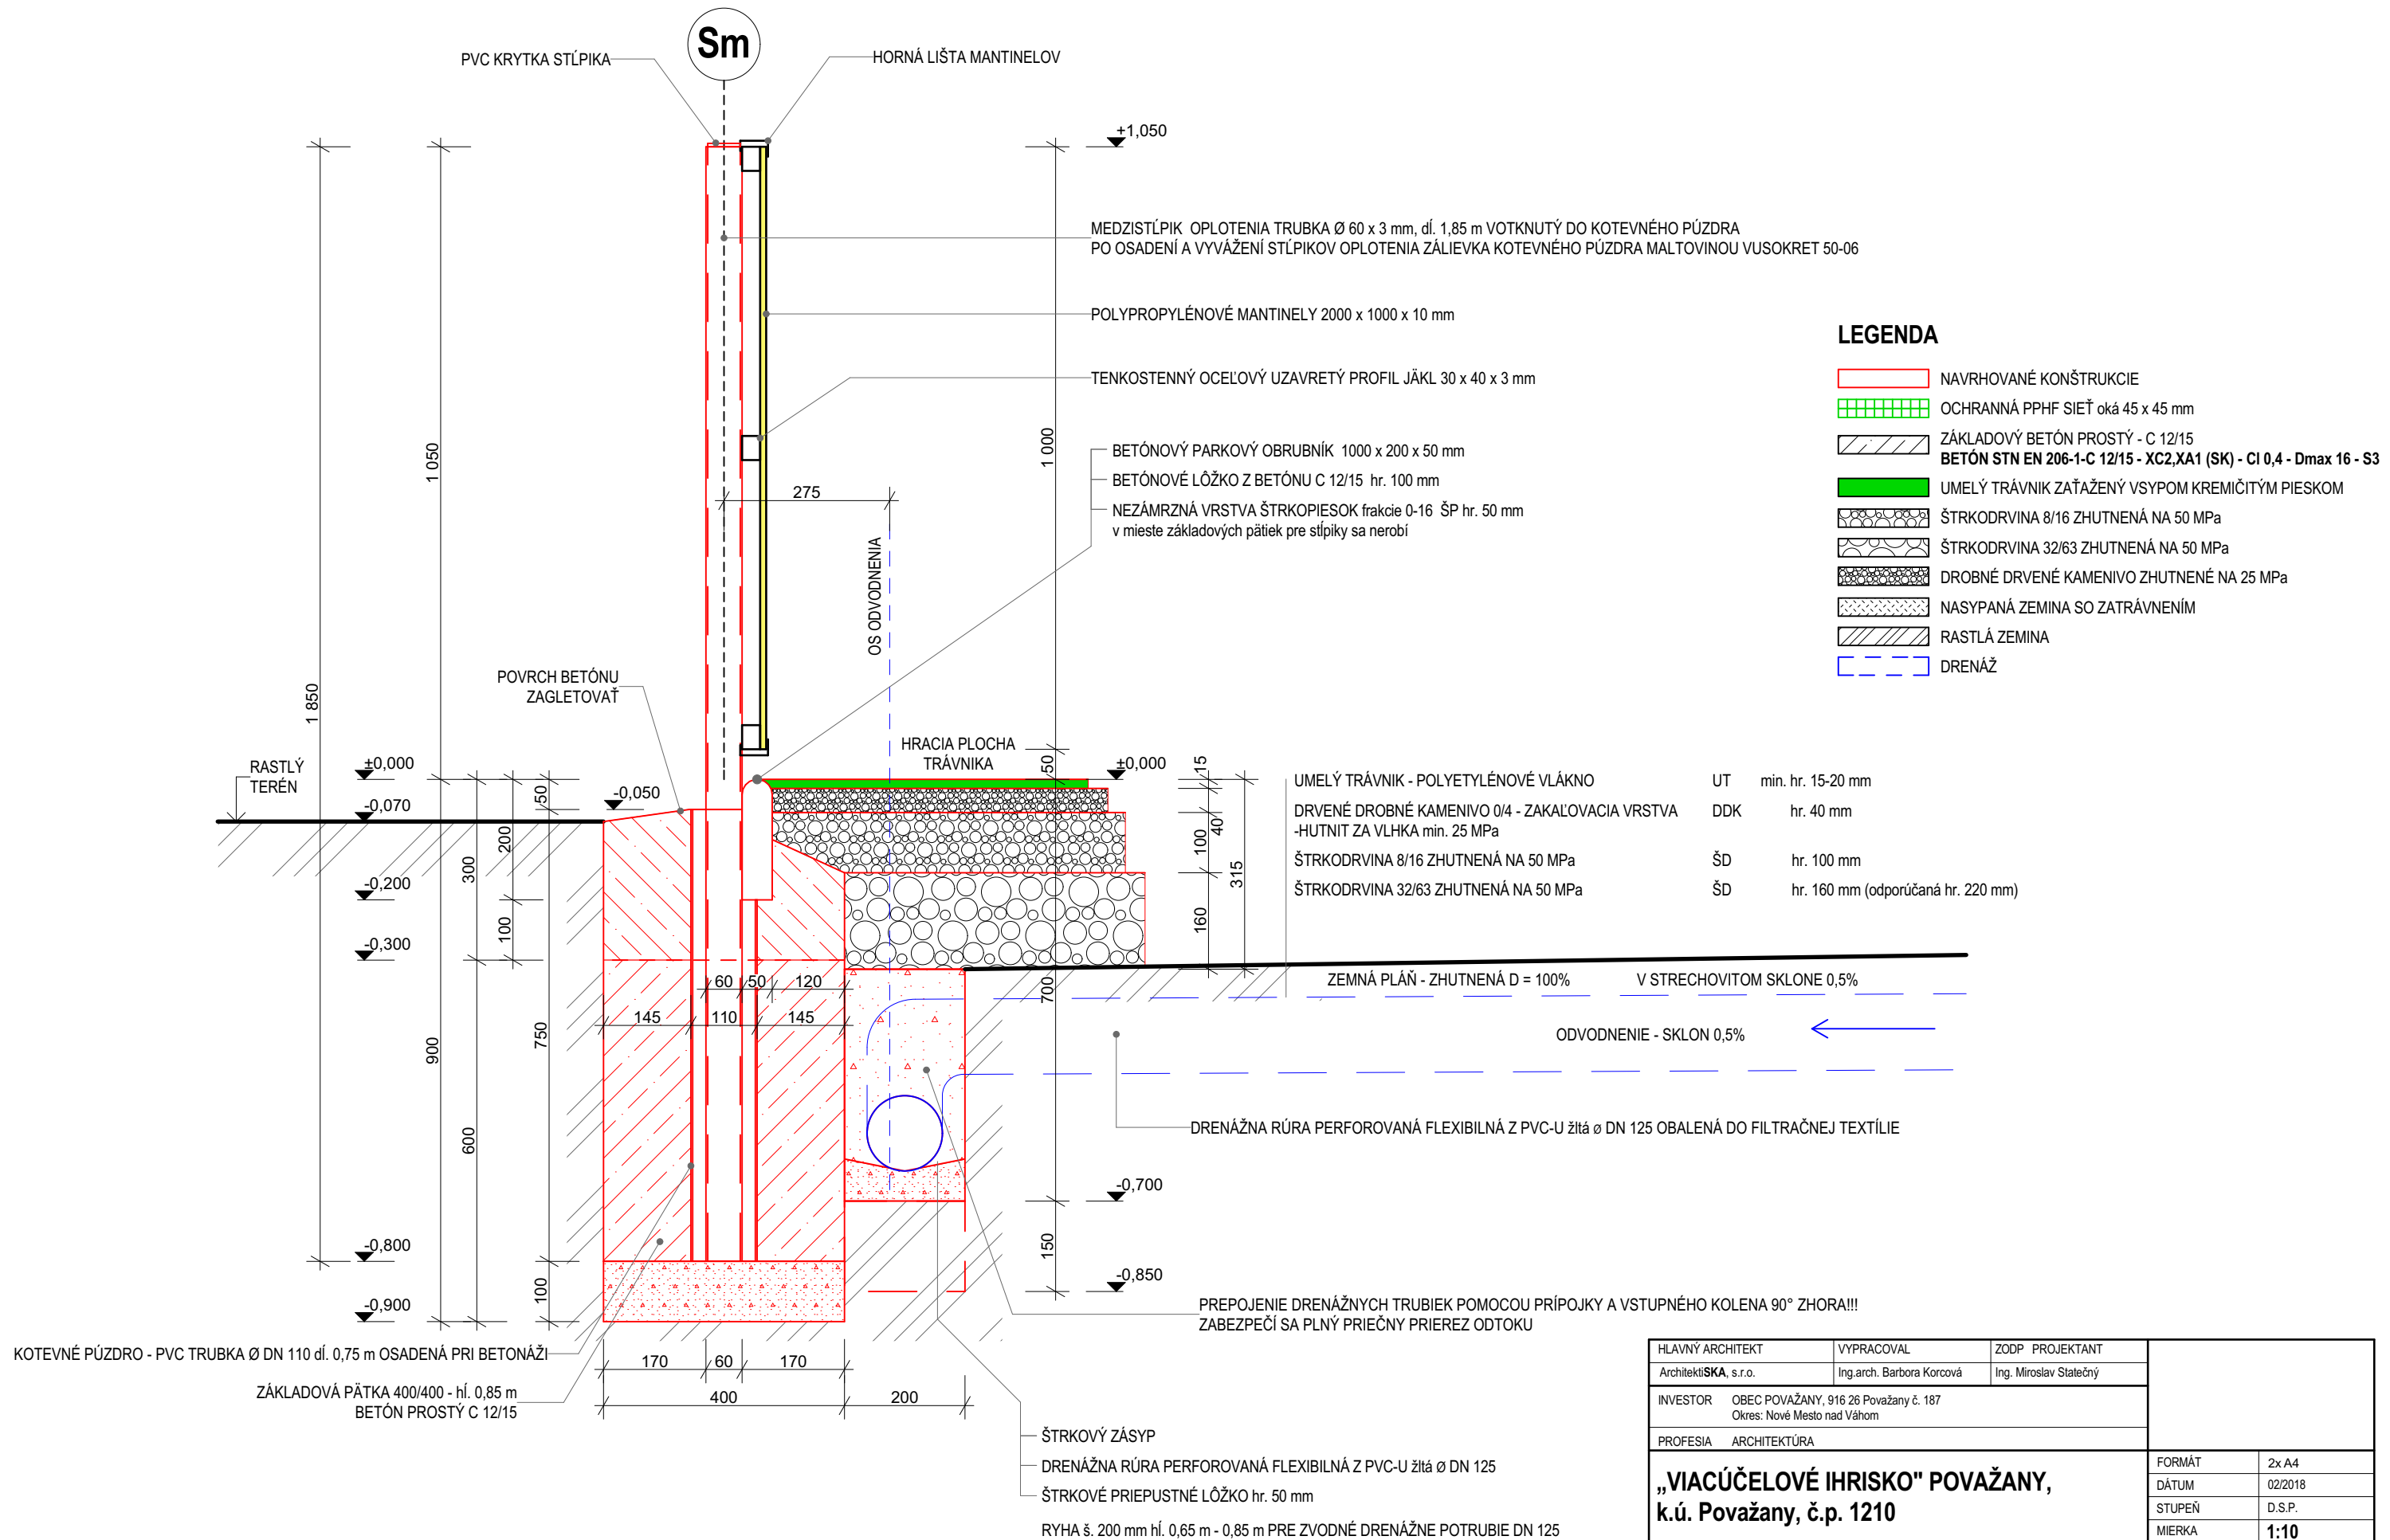 Sm
PVC KRYTKA STĹPIKA
HORNÁ LIŠTA MANTINELOV
+1,050
MEDZISTĹPIK OPLOTENIA TRUBKA Ø 60 x 3 mm, dĺ. 1,85 m VOTKNUTÝ DO KOTEVNÉHO PÚZDRA
PO OSADENÍ A VYVÁŽENÍ STĹPIKOV OPLOTENIA ZÁLIEVKA KOTEVNÉHO PÚZDRA MALTOVINOU VUSOKRET 50-06
POLYPROPYLÉNOVÉ MANTINELY 2000 x 1000 x 10 mm
TENKOSTENNÝ OCEĽOVÝ UZAVRETÝ PROFIL JÄKL 30 x 40 x 3 mm
BETÓNOVÝ PARKOVÝ OBRUBNÍK 1000 x 200 x 50 mm
BETÓNOVÉ LÔŽKO Z BETÓNU C 12/15 hr. 100 mm
NEZÁMRZNÁ VRSTVA ŠTRKOPIESOK frakcie 0-16 ŠP hr. 50 mm
v mieste základových pätiek pre stĺpiky sa nerobí
LEGENDA
NAVRHOVANÉ KONŠTRUKCIE
OCHRANNÁ PPHF SIEŤ oká 45 x 45 mm
ZÁKLADOVÝ BETÓN PROSTÝ - C 12/15
BETÓN STN EN 206-1-C 12/15 - XC2,XA1 (SK) - Cl 0,4 - Dmax 16 - S3
UMELÝ TRÁVNIK ZAŤAŽENÝ VSYPOM KREMIČITÝM PIESKOM
ŠTRKODRVINA 8/16 ZHUTNENÁ NA 50 MPa
ŠTRKODRVINA 32/63 ZHUTNENÁ NA 50 MPa
DROBNÉ DRVENÉ KAMENIVO ZHUTNENÉ NA 25 MPa
NASYPANÁ ZEMINA SO ZATRÁVNENÍM
RASTLÁ ZEMINA
DRENÁŽ
1 850
1 050
1 000
275
OS ODVODNENIA
POVRCH BETÓNU
ZAGLETOVAŤ
HRACIA PLOCHA
TRÁVNIKA
RASTLÝ
TERÉN
±0,000
-0,070
-0,200
-0,300
-0,800
-0,900
-0,050
50
±0,000
15
40
100
160
315
UMELÝ TRÁVNIK - POLYETYLÉNOVÉ VLÁKNO UT min. hr. 15-20 mm
DRVENÉ DROBNÉ KAMENIVO 0/4 - ZAKAĽOVACIA VRSTVA DDK hr. 40 mm
-HUTNIT ZA VLHKA min. 25 MPa
ŠTRKODRVINA 8/16 ZHUTNENÁ NA 50 MPa ŠD hr. 100 mm
ŠTRKODRVINA 32/63 ZHUTNENÁ NA 50 MPa ŠD hr. 160 mm (odporúčaná hr. 220 mm)
900
300
600
200
100
50
750
100
60 50 120
145 110 145
700
150
-0,700
-0,850
ZEMNÁ PLÁŇ - ZHUTNENÁ D = 100% V STRECHOVITOM SKLONE 0,5%
ODVODNENIE - SKLON 0,5%
DRENÁŽNA RÚRA PERFOROVANÁ FLEXIBILNÁ Z PVC-U žltá ø DN 125 OBALENÁ DO FILTRAČNEJ TEXTÍLIE
PREPOJENIE DRENÁŽNYCH TRUBIEK POMOCOU PRÍPOJKY A VSTUPNÉHO KOLENA 90° ZHORA!!!
ZABEZPEČÍ SA PLNÝ PRIEČNY PRIEREZ ODTOKU
KOTEVNÉ PÚZDRO - PVC TRUBKA Ø DN 110 dĺ. 0,75 m OSADENÁ PRI BETONÁŽI
ZÁKLADOVÁ PÄTKA 400/400 - hĺ. 0,85 m
BETÓN PROSTÝ C 12/15
170 60 170
400 200
ŠTRKOVÝ ZÁSYP
DRENÁŽNA RÚRA PERFOROVANÁ FLEXIBILNÁ Z PVC-U žltá ø DN 125
ŠTRKOVÉ PRIEPUSTNÉ LÔŽKO hr. 50 mm
RYHA š. 200 mm hĺ. 0,65 m - 0,85 m PRE ZVODNÉ DRENÁŽNE POTRUBIE DN 125
HLAVNÝ ARCHITEKT VYPRACOVAL ZODP PROJEKTANT
ArchitektiSKA, s.r.o. Ing.arch. Barbora Korcová Ing. Miroslav Statečný
INVESTOR OBEC POVAŽANY, 916 26 Považany č. 187
Okres: Nové Mesto nad Váhom
PROFESIA ARCHITEKTÚRA
„VIACÚČELOVÉ IHRISKO" POVAŽANY,
k.ú. Považany, č.p. 1210
FORMÁT 2x A4
DÁTUM 02/2018
STUPEŇ D.S.P.
MIERKA 1:10